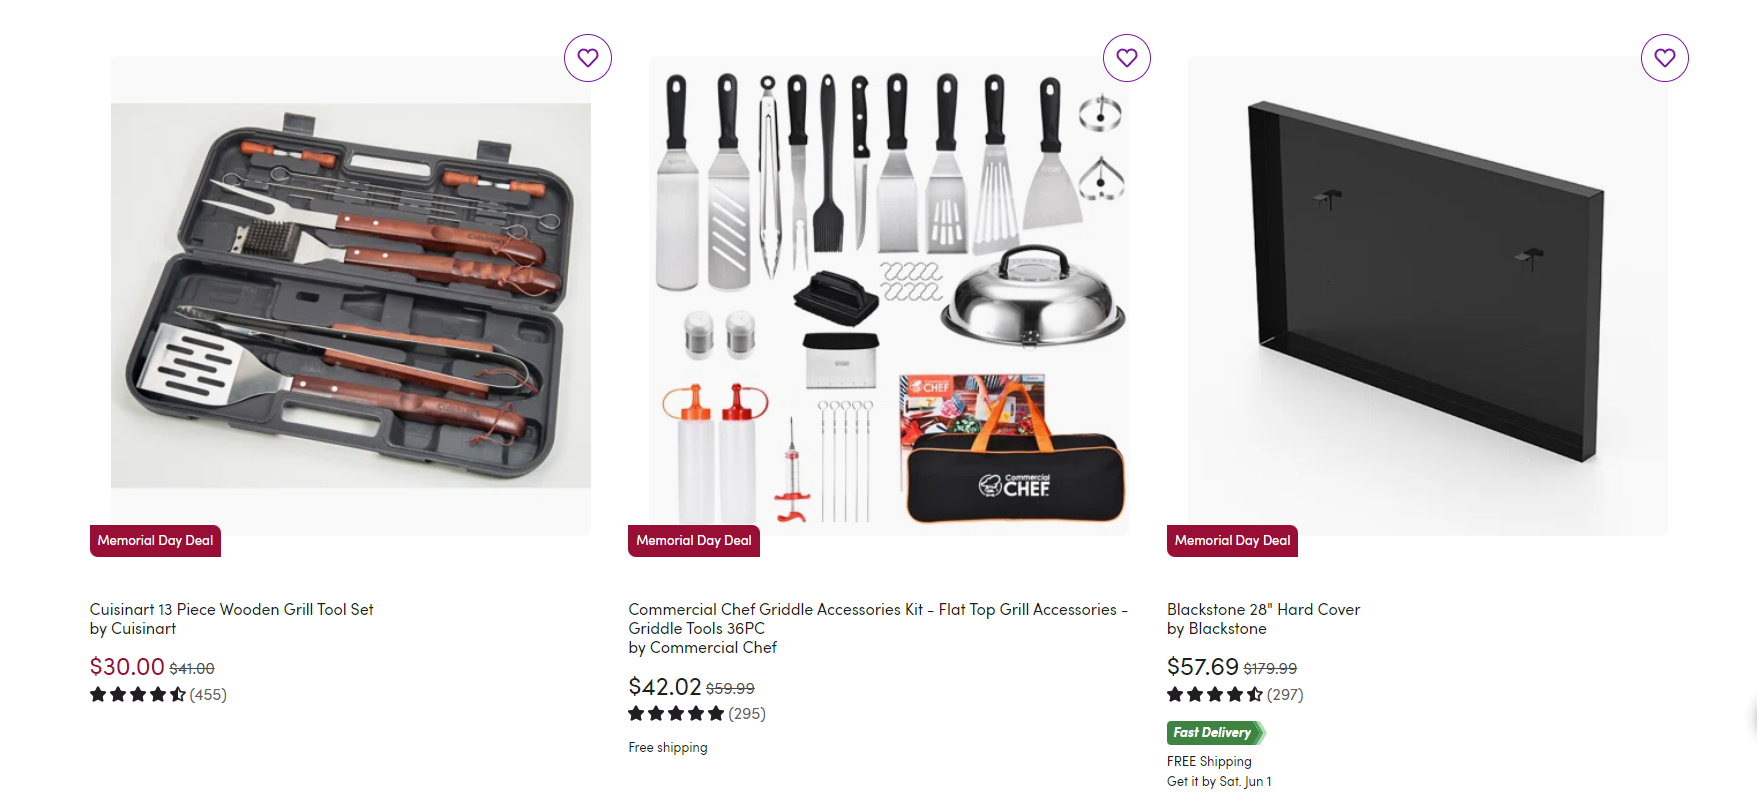 Memorial Day Deal
Cuisinart 13 Piece Wooden Grill Tool Set
by Cuisinart
$30.00 $41.00
(455)
Commercial
CHEF
CHEF
Memorial Day Deal
Commercial Chef Griddle Accessories Kit - Flat Top Grill Accessories -
Griddle Tools 36PC
by Commercial Chef
$42.02 $59.99
(295)
Free shipping
Memorial Day Deal
Blackstone 28" Hard Cover
by Blackstone
$57.69 $179.99
(297)
Fast Delivery
FREE Shipping
Get it by Sat. Jun 1